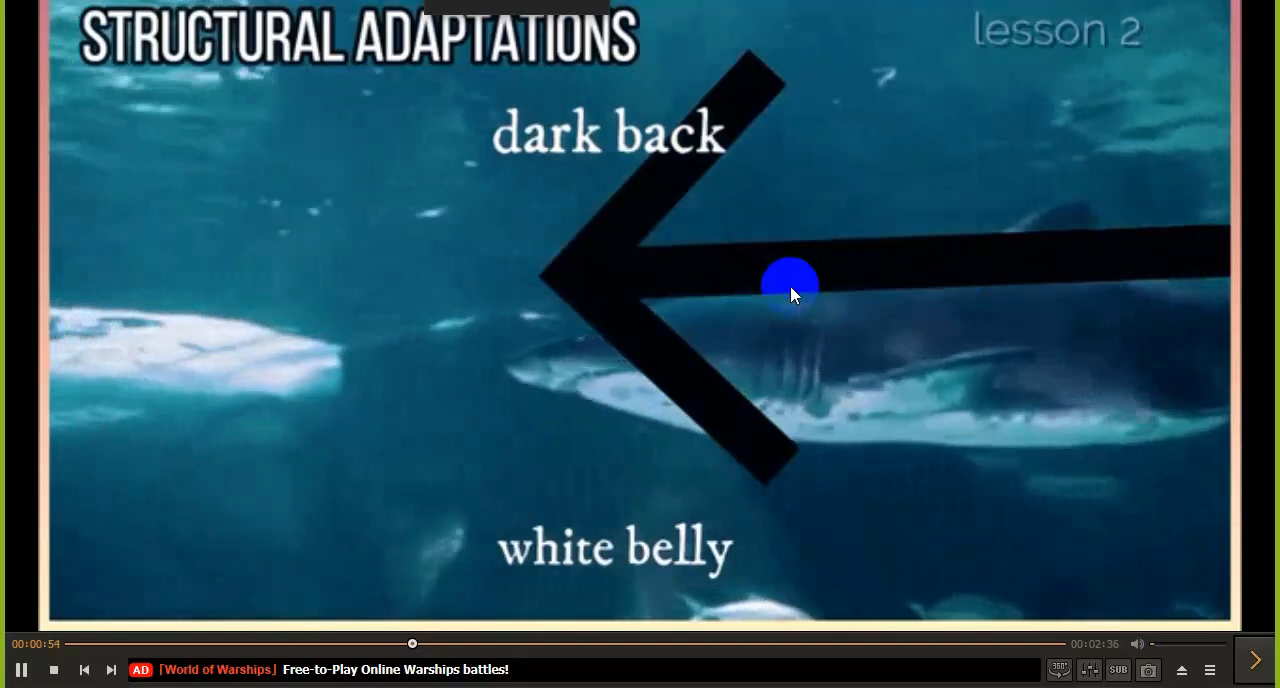 STRUCTURAL ADAPTATIONS
lesson 2
dark back
white belly
00:00:54
00:02:36
AD 「World of Warships」 Free-to-Play Online Warships battles!
360°
SUB